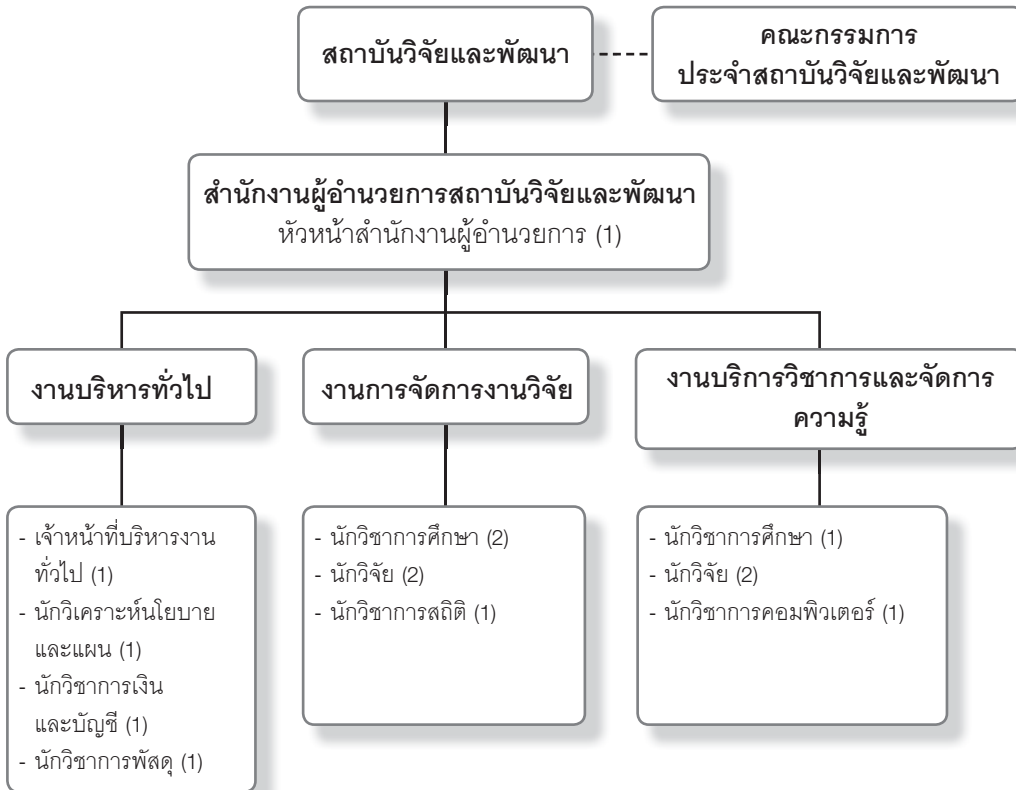 สถาบันวิจัยและพัฒนา
คณะกรรมการ
ประจำสถาบันวิจัยและพัฒนา
สำนักงานผู้อำนวยการสถาบันวิจัยและพัฒนา
หัวหน้าสำนักงานผู้อำนวยการ (1)
งานบริหารทั่วไป
งานการจัดการงานวิจัย
งานบริการวิชาการและจัดการ
ความรู้
- เจ้าหน้าที่บริหารงาน
ทั่วไป (1)
- นักวิเคราะห์นโยบาย
และแผน (1)
- นักวิชาการเงิน
และบัญชี (1)
- นักวิชาการพัสดุ (1)
- นักวิชาการศึกษา (2)
- นักวิจัย (2)
- นักวิชาการสถิติ (1)
- นักวิชาการศึกษา (1)
- นักวิจัย (2)
- นักวิชาการคอมพิวเตอร์ (1)